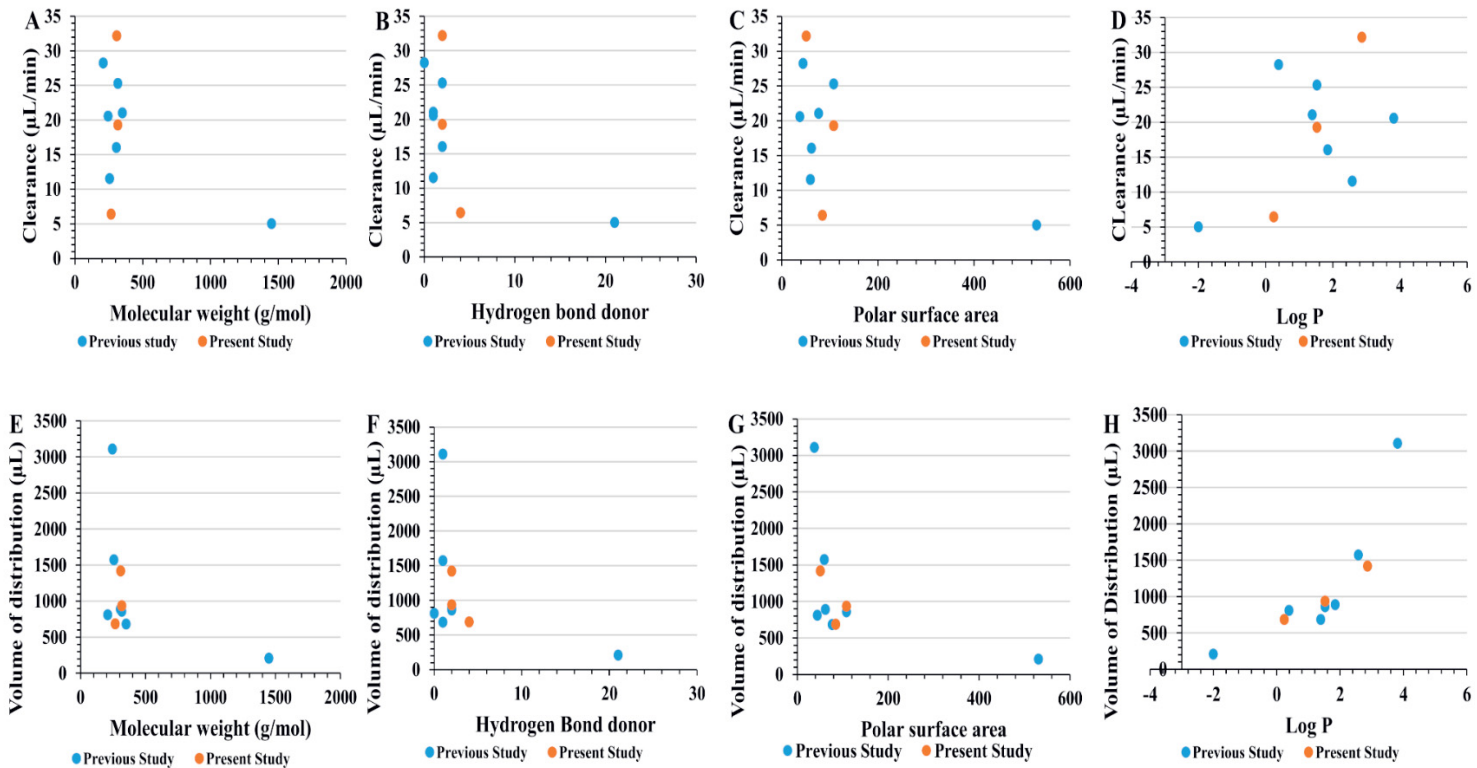 A
Clearance (µL/min)
35
30
25
20
15
10
5
0
0 500 1000 1500 2000
Molecular weight (g/mol)
Previous study Present Study
B
Clearance (µL/min)
35
30
25
20
15
10
5
0
0 10 20 30
Hydrogen bond donor
Previous Study Present Study
C
Clearance (µL/min)
35
30
25
20
15
10
5
0
0 200 400 600
Polar surface area
Previous Study Present Study
D
CLearance (µL/min)
35
30
25
20
15
10
5
0
-4 -2 0 2 4 6
Log P
Previous Study Present Study
E
Volume of distribution (µL)
3500
3000
2500
2000
1500
1000
500
0
0 500 1000 1500 2000
Molecular weight (g/mol)
Previous Study Present Study
F
Volume of distribution (µL)
3500
3000
2500
2000
1500
1000
500
0
0 10 20 30
Hydrogen Bond donor
Previous Study Present Study
G
Volume of distribution (µL)
3500
3000
2500
2000
1500
1000
500
0
0 200 400 600
Polar surface area
Previous Study Present Study
H
Volume of Distribution (µL)
3500
3000
2500
2000
1500
1000
500
0
-4 -2 0 2 4 6
Log P
Previous Study Present Study